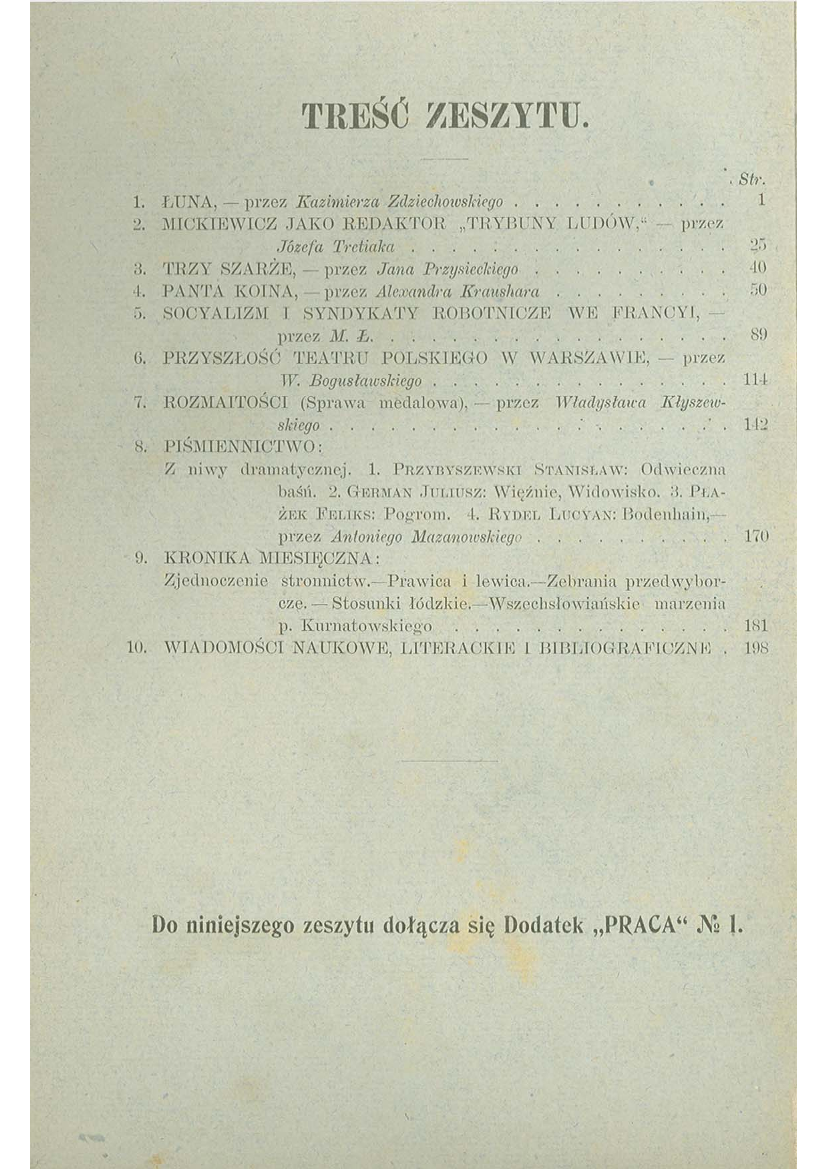 TREŚĆ ZESZYTU.
Str.
1. ŁUNA, — przez Kazimierza Zdziechowskiego . . . . . . . . . . . 1
2. MICKIEWICZ JAKO REDAKTOR „TRYBUNY LUDÓW,“ — przez
Józefa Tretiaka . . . . . . . . . . . . . . . . 25
3. TRZY SZARŻE, — przez Jana Przysieckiego . . . . . . . . . . 40
4. PANTA KOINA, — przez Alexandra Kraushara . . . . . . . . . 50
5. SOCYALIZM I SYNDYKATY ROBOTNICZE WE FRANCYI, —
przez M. Ł. . . . . . . . . . . . . . . . . . 89
6. PRZYSZŁOŚĆ TEATRU POLSKIEGO W WARSZAWIE, — przez
W. Bogusławskiego . . . . . . . . . . . . . . . 114
7. ROZMAITOŚCI (Sprawa medalowa), — przez Władysława Kłyszew-
skiego . . . . . . . . . . . . . . . . . . . . 142
8. PIŚMIENNICTWO:
Z niwy dramatycznej. 1. PRZYBYSZEWSKI STANISŁAW: Odwieczna
baśń. 2. GERMAN JULIUSZ: Więźnie, Widowisko. 3. PŁA-
ŻEK FELIKS: Pogrom. 4. RYDEL LUCYAN: Bodenhain,—
przez Antoniego Mazanowskiego . . . . . . . . . . 170
9. KRONIKA MIESIĘCZNA:
Zjednoczenie stronnictw.—Prawica i lewica.—Zebrania przedwybor-
cze. — Stosunki łódzkie.—Wszechsłowiańskie marzenia
p. Kurnatowskiego . . . . . . . . . . . . . . 181
10. WIADOMOŚCI NAUKOWE, LITERACKIE I BIBLIOGRAFICZNE . 198
Do niniejszego zeszytu dołącza się Dodatek „PRACA“ № 1.